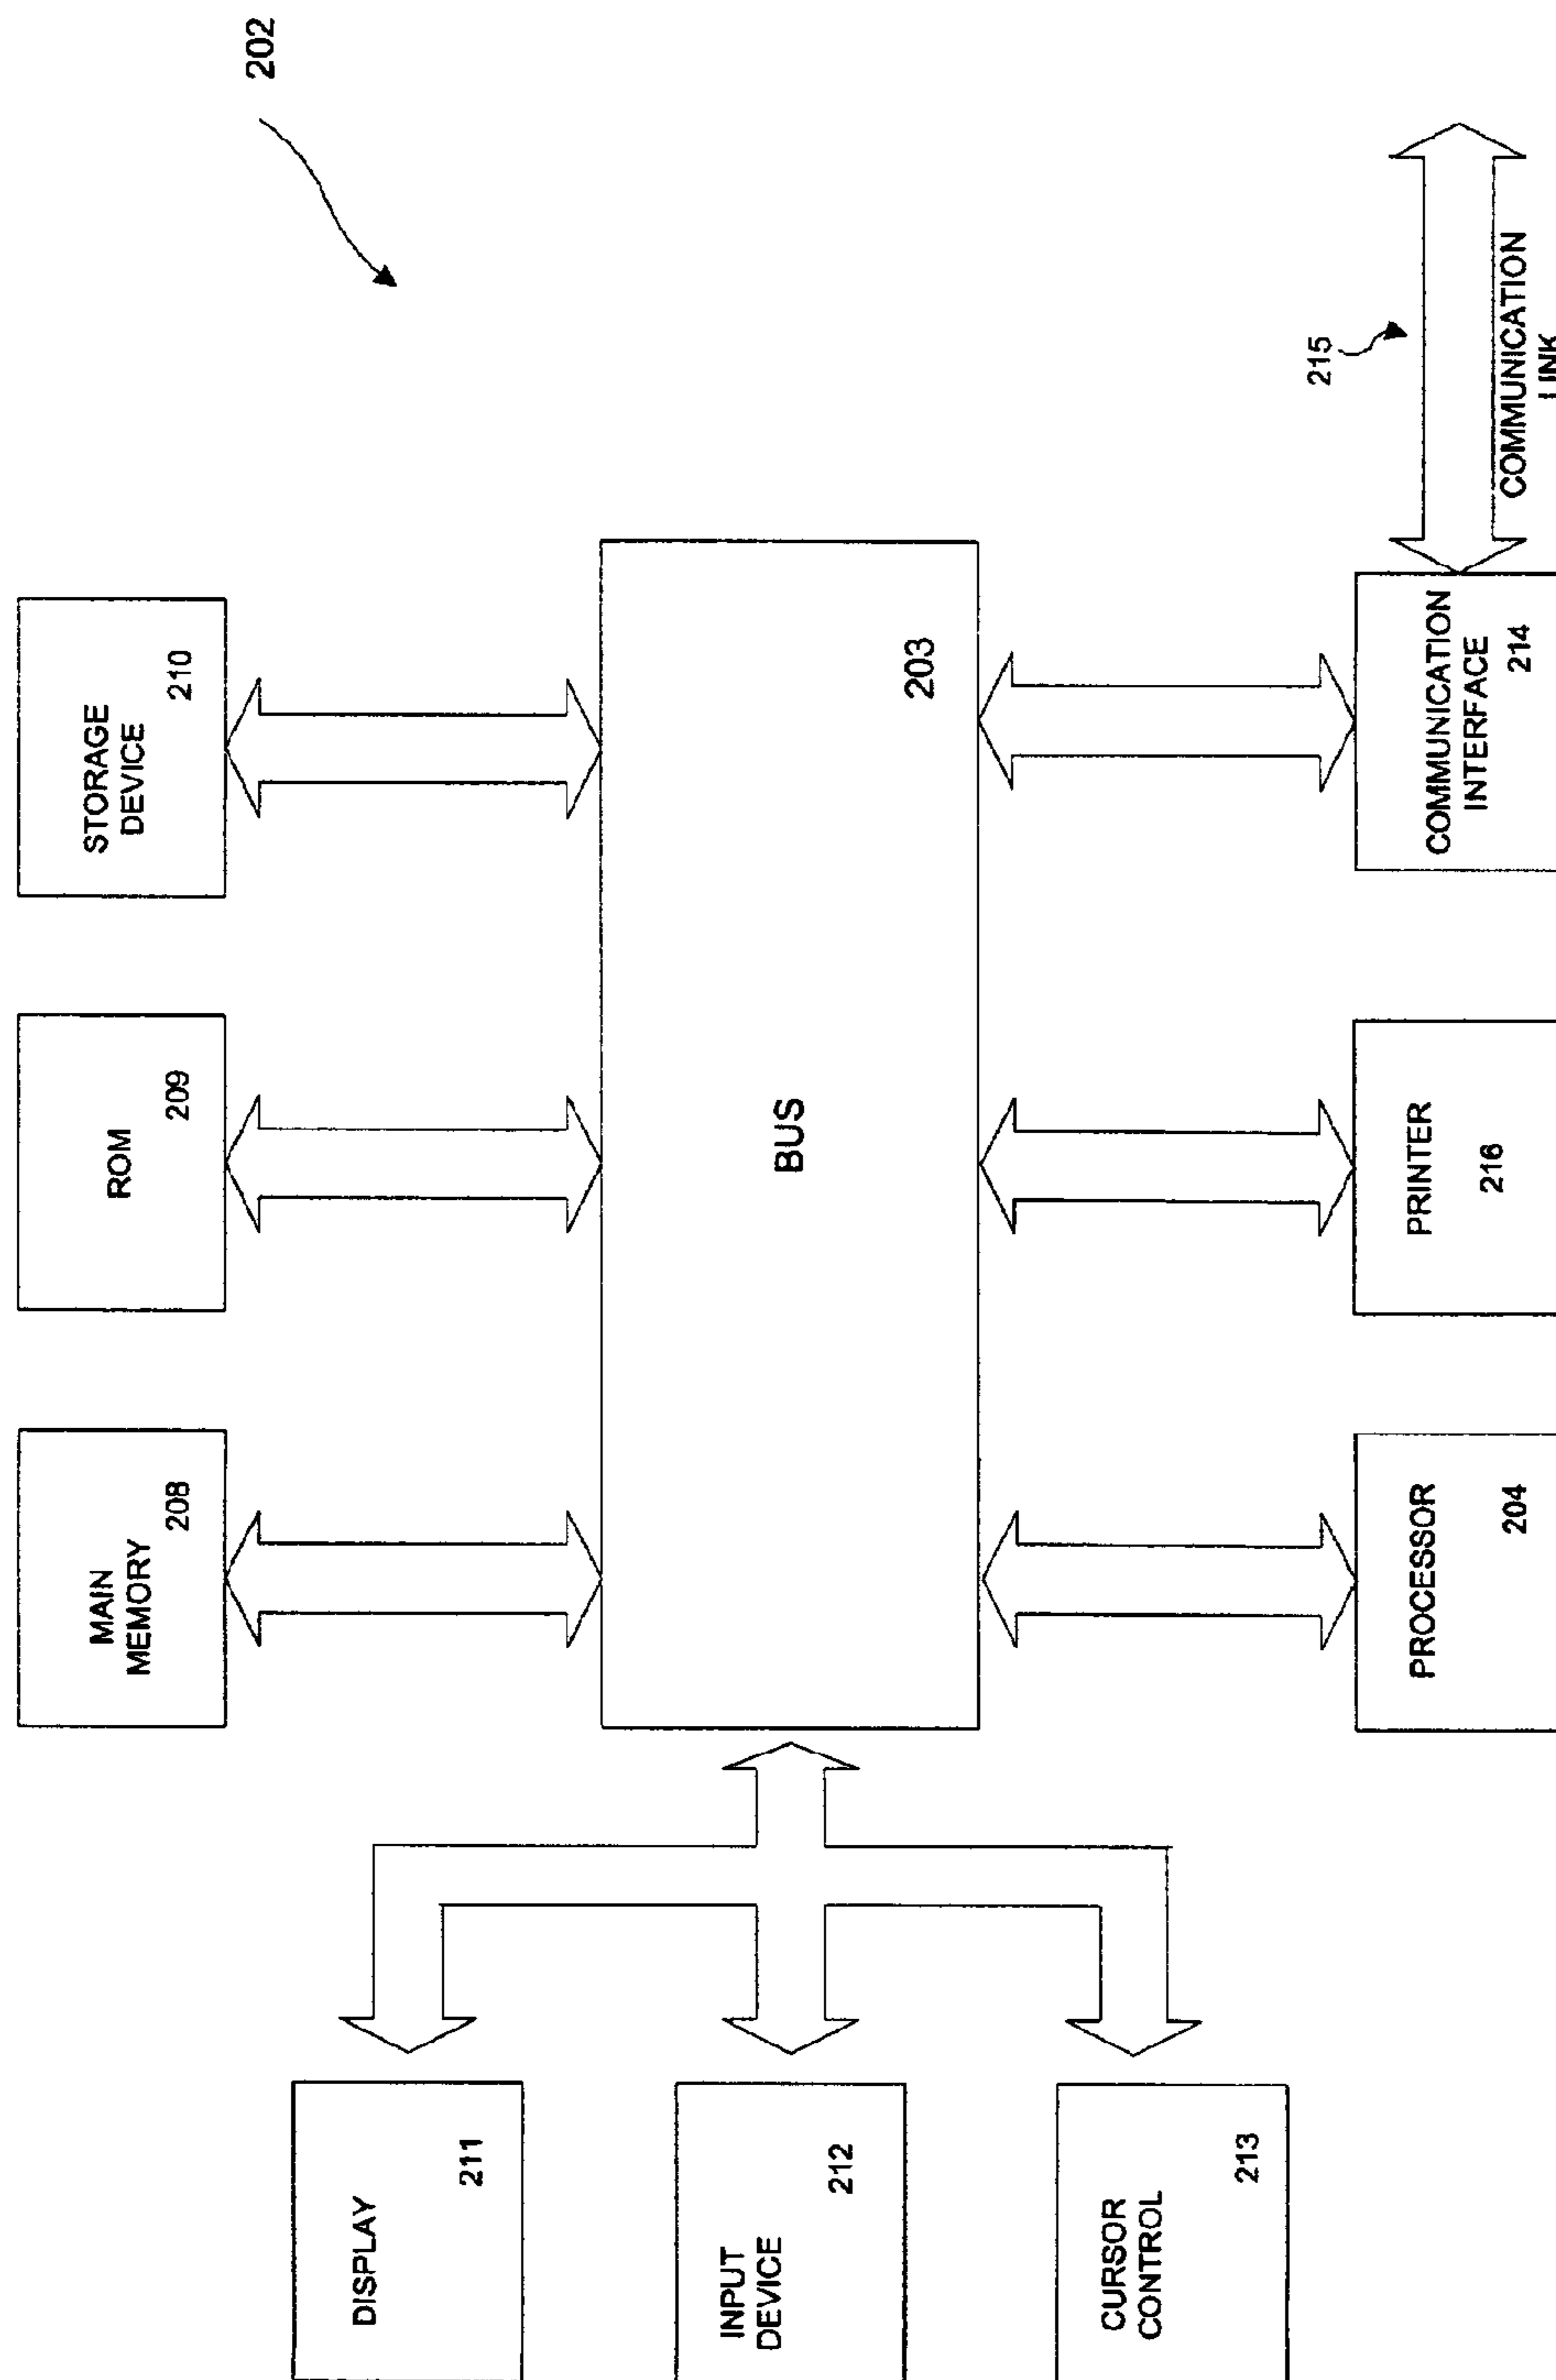 202
MAIN
MEMORY
208
ROM
209
STORAGE
DEVICE
210
DISPLAY
211
INPUT
DEVICE
212
CURSOR
CONTROL
213
BUS
203
PROCESSOR
204
PRINTER
216
COMMUNICATION
INTERFACE
214
215
COMMUNICATION
LINK